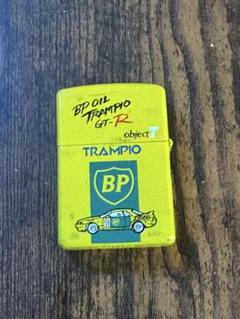 BP OIL
TRAMPIO
GT-R
object T
TRAMPIO
BP